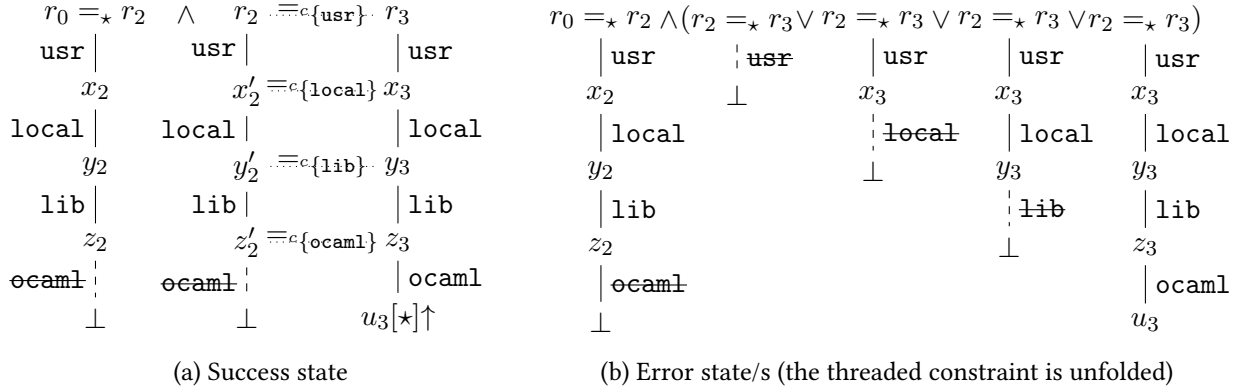 r₀ =⋆ r₂ ∧ r₂ =c{usr} r₃
usr usr usr
x₂ x₂′ =c{local} x₃
local local local
y₂ y₂′ =c{lib} y₃
lib lib lib
z₂ z₂′ =c{ocaml} z₃
ocaml ocaml ocaml
⊥ ⊥ u₃[⋆]↑
(a) Success state
r₀ =⋆ r₂ ∧(r₂ =⋆ r₃ ∨ r₂ =⋆ r₃ ∨ r₂ =⋆ r₃ ∨r₂ =⋆ r₃)
usr usr usr usr usr
x₂ ⊥ x₃ x₃ x₃
local local local local
y₂ ⊥ y₃ y₃
lib lib lib
z₂ ⊥ z₃
ocaml ocaml
⊥ u₃
(b) Error state/s (the threaded constraint is unfolded)